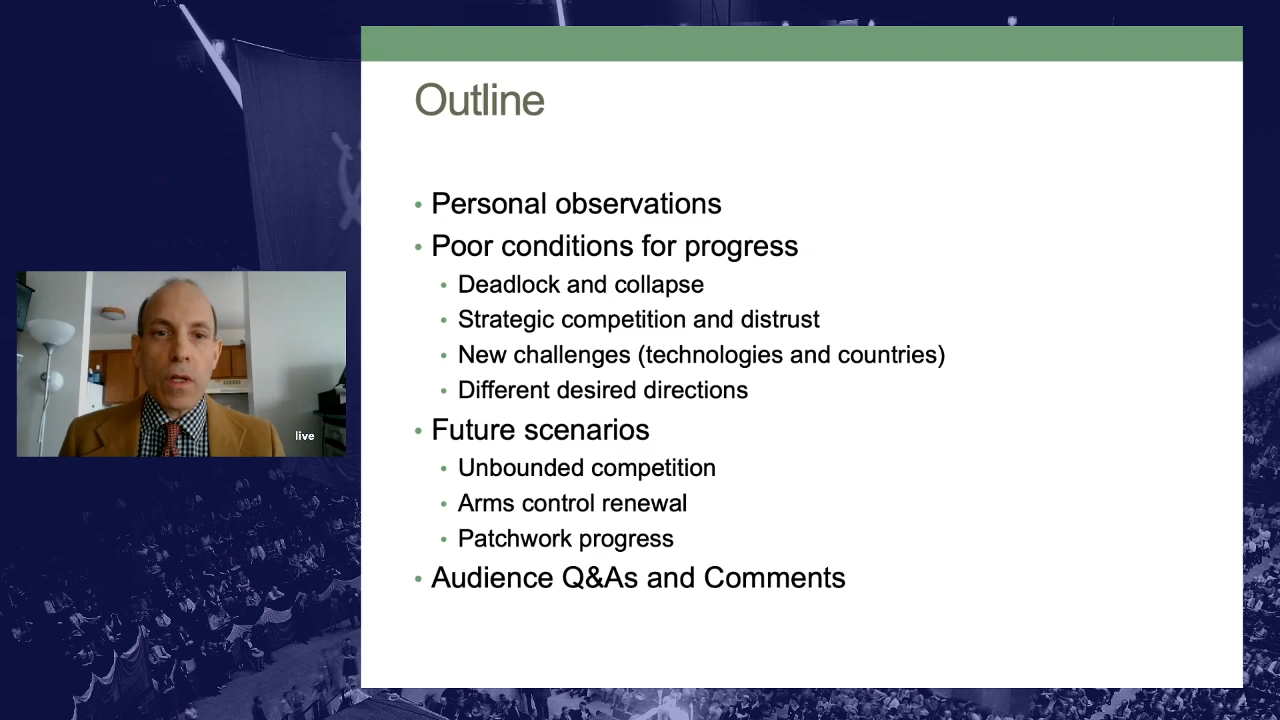 Outline
• Personal observations
• Poor conditions for progress
• Deadlock and collapse
• Strategic competition and distrust
• New challenges (technologies and countries)
• Different desired directions
• Future scenarios
• Unbounded competition
• Arms control renewal
• Patchwork progress
• Audience Q&As and Comments
live